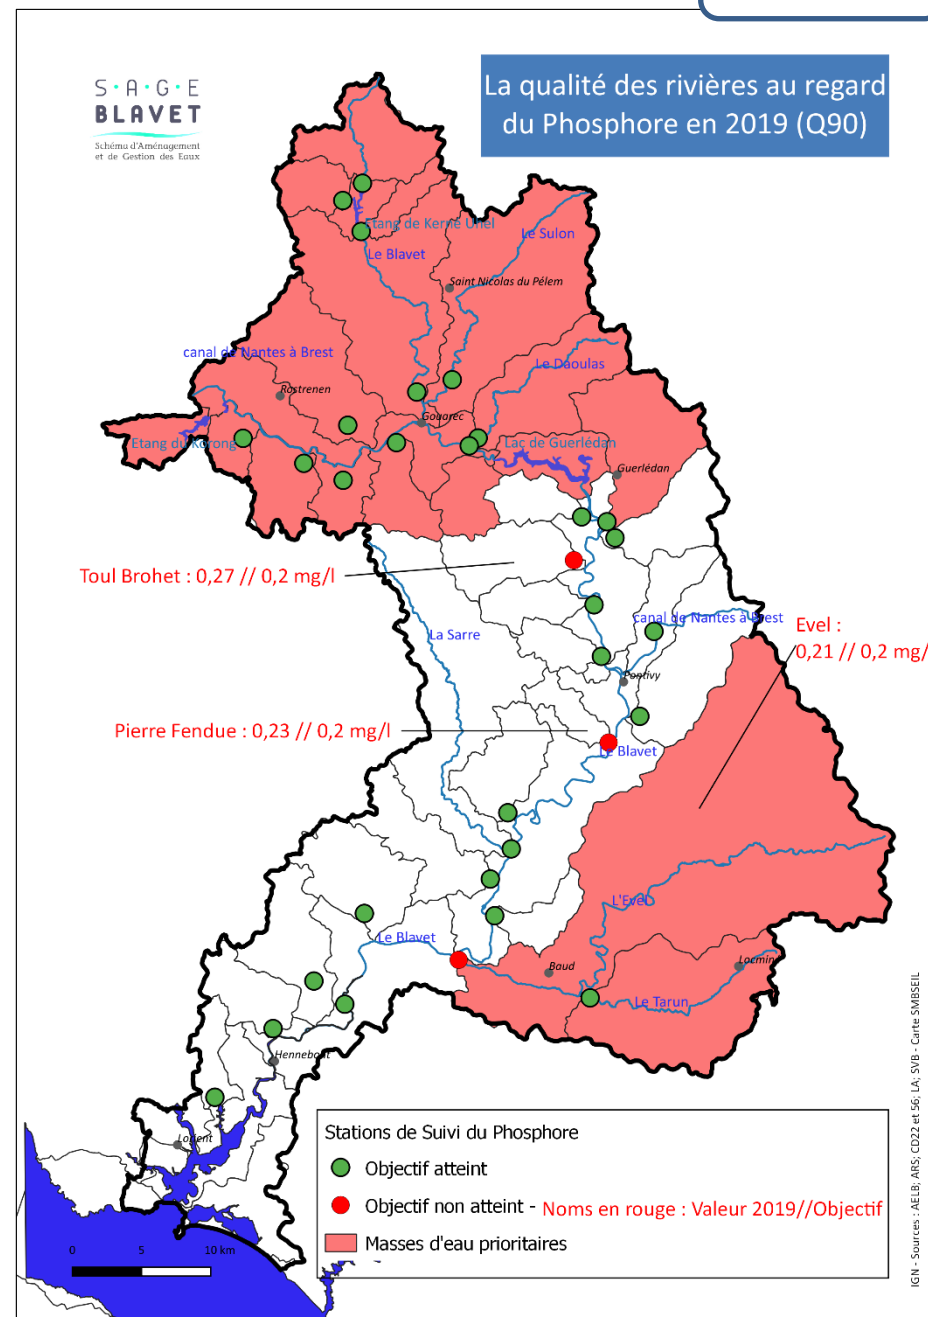 S·A·G·E
BLAVET
Schéma d'Aménagement
et de Gestion des Eaux
La qualité des rivières au regard
du Phosphore en 2019 (Q90)
Etang de Kerné Uhel
Le Sulon
Le Blavet
Saint Nicolas du Pélem
canal de Nantes à Brest
Le Daoulas
Rostrenen
Gouarec
Etang du Korong
Lac de Guerlédan
Guerlédan
Toul Brohet : 0,27 // 0,2 mg/l
canal de Nantes à Brest
Evel :
0,21 // 0,2 mg/
La Sarre
Pontivy
Pierre Fendue : 0,23 // 0,2 mg/l
Le Blavet
L'Evel
Le Blavet
Baud
Locmin
Le Tarun
Hennebont
Lorient
Stations de Suivi du Phosphore
Objectif atteint
Objectif non atteint - Noms en rouge : Valeur 2019//Objectif
Masses d'eau prioritaires
0 5 10 km
IGN - Sources : AELB; ARS; CD22 et 56; LA; SVB - Carte SMBSEIL